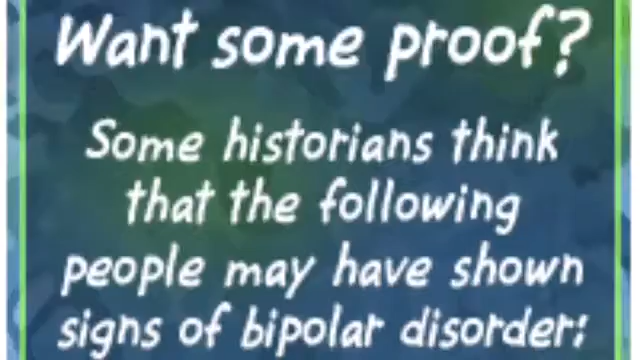 Want some proof?
Some historians think
that the following
people may have shown
signs of bipolar disorder: